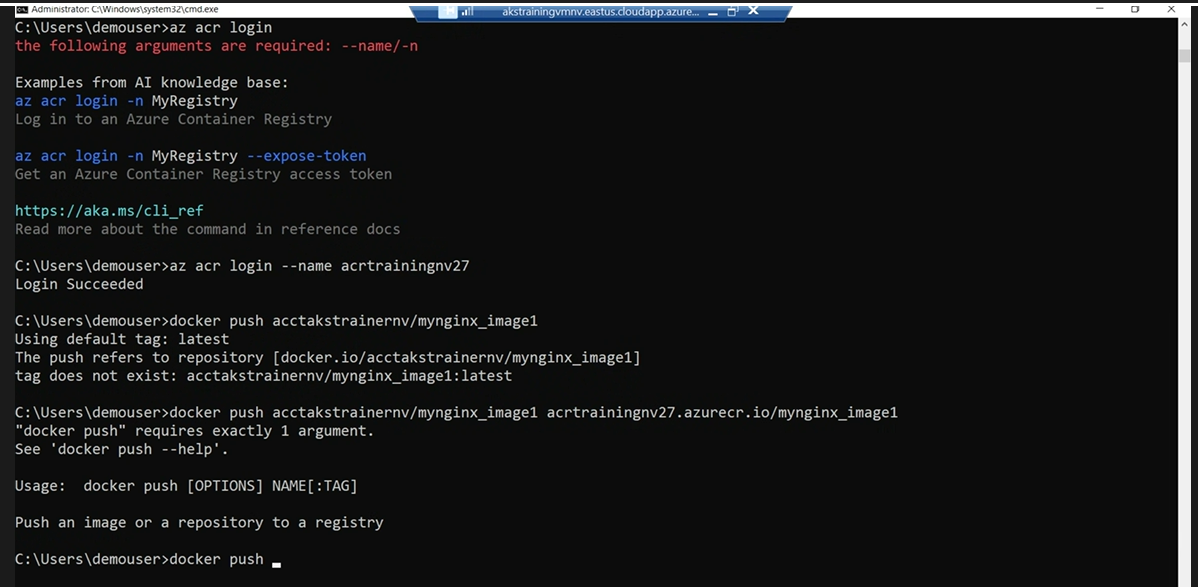 Administrator: C:\Windows\system32\cmd.exe
akstrainingvmnv.eastus.cloudapp.azure...
C:\Users\demouser>az acr login
the following arguments are required: --name/-n
Examples from AI knowledge base:
az acr login -n MyRegistry
Log in to an Azure Container Registry
az acr login -n MyRegistry --expose-token
Get an Azure Container Registry access token
https://aka.ms/cli_ref
Read more about the command in reference docs
C:\Users\demouser>az acr login --name acrtrainingnv27
Login Succeeded
C:\Users\demouser>docker push acctakstrainernv/mynginx_image1
Using default tag: latest
The push refers to repository [docker.io/acctakstrainernv/mynginx_image1]
tag does not exist: acctakstrainernv/mynginx_image1:latest
C:\Users\demouser>docker push acctakstrainernv/mynginx_image1 acrtrainingnv27.azurecr.io/mynginx_image1
"docker push" requires exactly 1 argument.
See 'docker push --help'.
Usage:  docker push [OPTIONS] NAME[:TAG]
Push an image or a repository to a registry
C:\Users\demouser>docker push